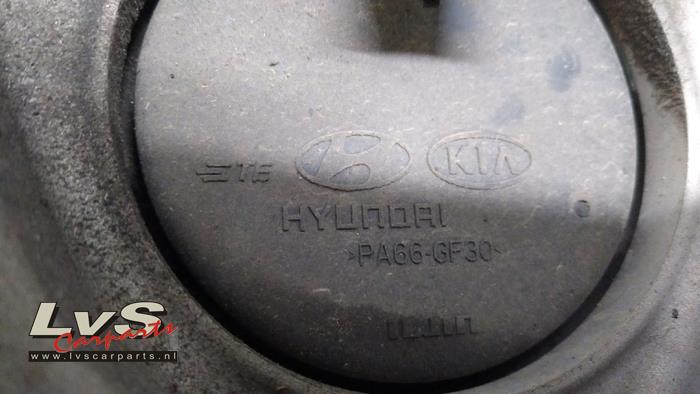 KIA
HYUNDAI
>PA66-GF30<
LvS
Carparts
www.lvscarparts.nl